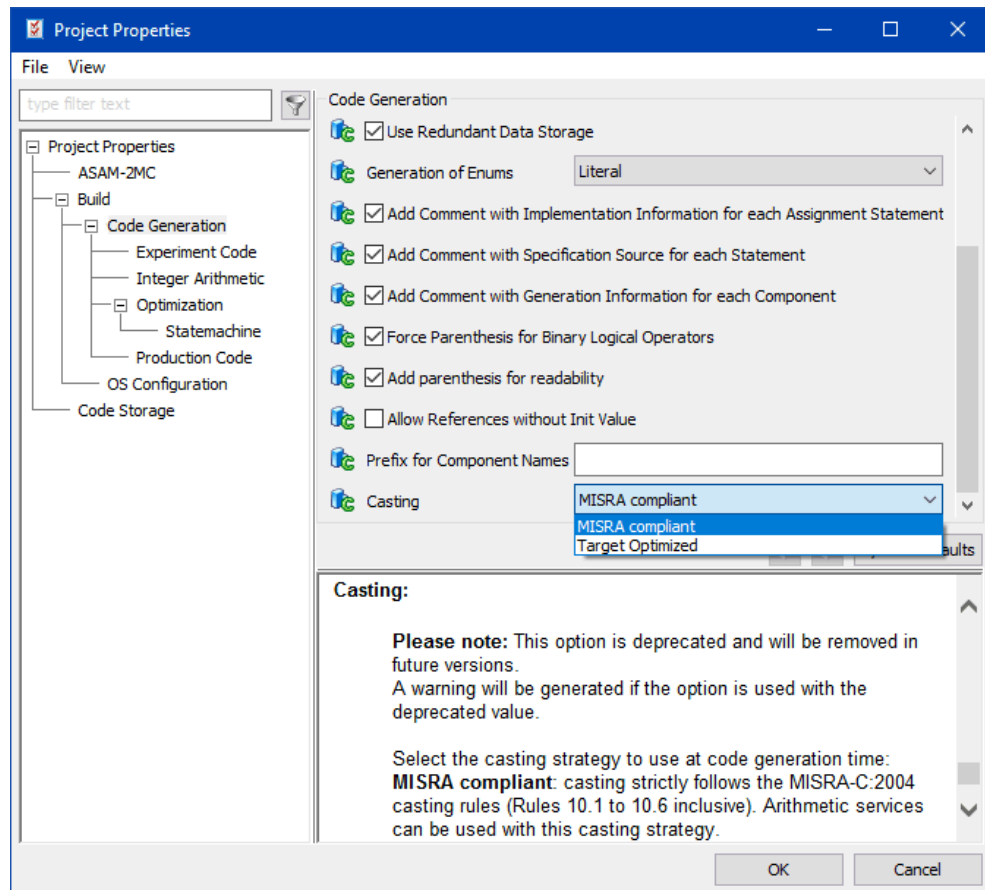 Project Properties
File View
type filter text
Project Properties
ASAM-2MC
Build
Code Generation
Experiment Code
Integer Arithmetic
Optimization
Statemachine
Production Code
OS Configuration
Code Storage
Code Generation
Use Redundant Data Storage
Generation of Enums Literal
Add Comment with Implementation Information for each Assignment Statement
Add Comment with Specification Source for each Statement
Add Comment with Generation Information for each Component
Force Parenthesis for Binary Logical Operators
Add parenthesis for readability
Allow References without Init Value
Prefix for Component Names
Casting MISRA compliant
MISRA compliant
Target Optimized
aults
Casting:
Please note: This option is deprecated and will be removed in
future versions.
A warning will be generated if the option is used with the
deprecated value.
Select the casting strategy to use at code generation time:
MISRA compliant: casting strictly follows the MISRA-C:2004
casting rules (Rules 10.1 to 10.6 inclusive). Arithmetic services
can be used with this casting strategy.
OK Cancel